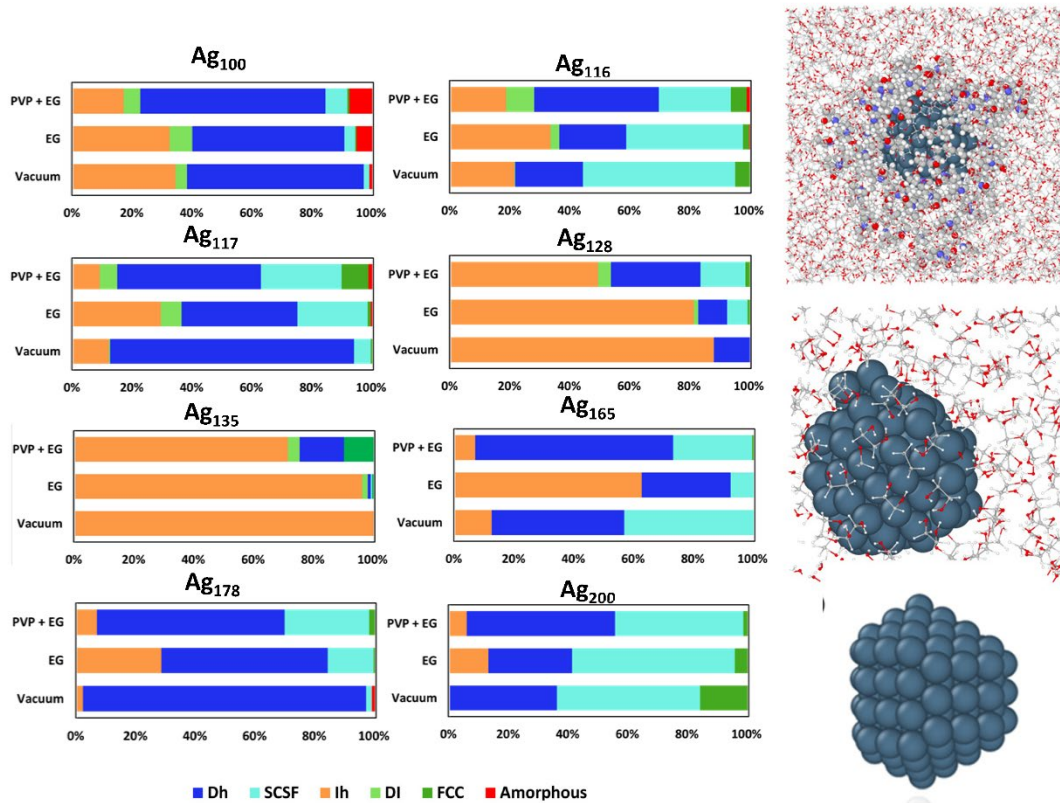 Ag100
PVP + EG
EG
Vacuum
0% 20% 40% 60% 80% 100%
Ag116
PVP + EG
EG
Vacuum
0% 20% 40% 60% 80% 100%
Ag117
PVP + EG
EG
Vacuum
0% 20% 40% 60% 80% 100%
Ag128
PVP + EG
EG
Vacuum
0% 20% 40% 60% 80% 100%
Ag135
PVP + EG
EG
Vacuum
0% 20% 40% 60% 80% 100%
Ag165
PVP + EG
EG
Vacuum
0% 20% 40% 60% 80% 100%
Ag178
PVP + EG
EG
Vacuum
0% 20% 40% 60% 80% 100%
Ag200
PVP + EG
EG
Vacuum
0% 20% 40% 60% 80% 100%
Dh SCSF Ih DI FCC Amorphous